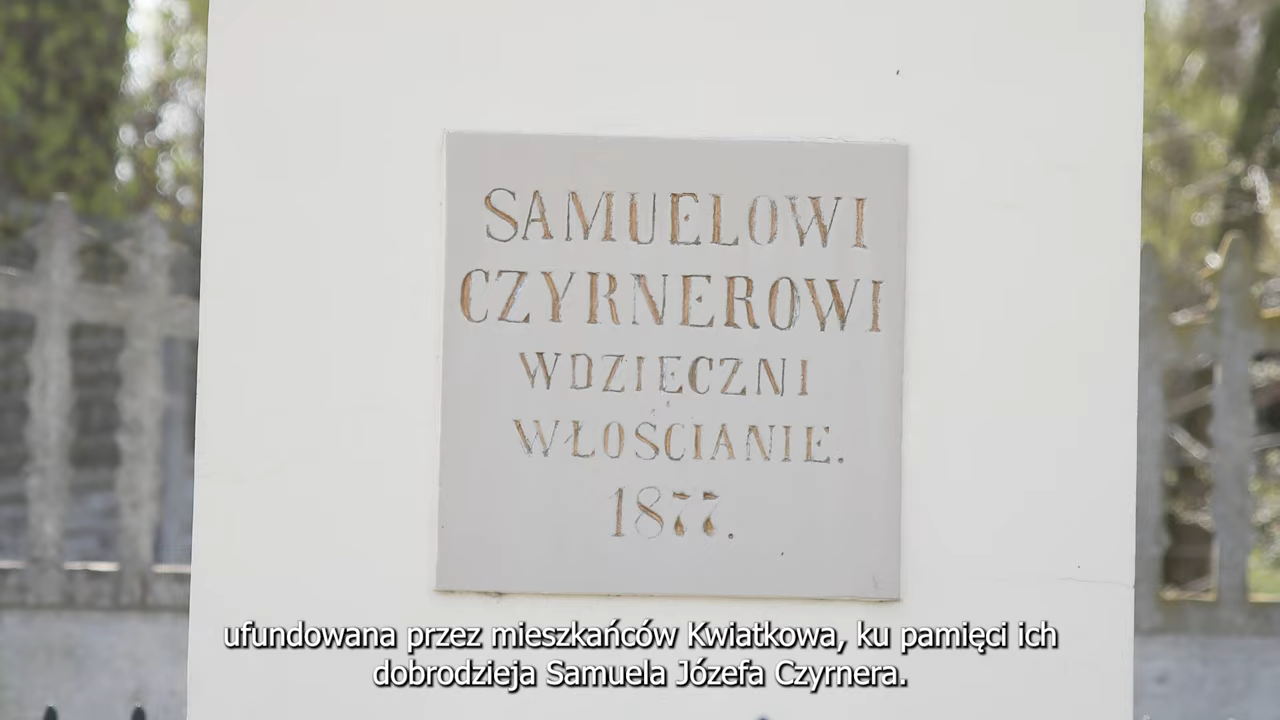 SAMUELOWI
CZYRNEROWI
WDZIĘCZNI
WŁOŚCIANIE.
1877.
ufundowana przez mieszkańców Kwiatkowa, ku pamięci ich
dobrodzieja Samuela Józefa Czyrnera.